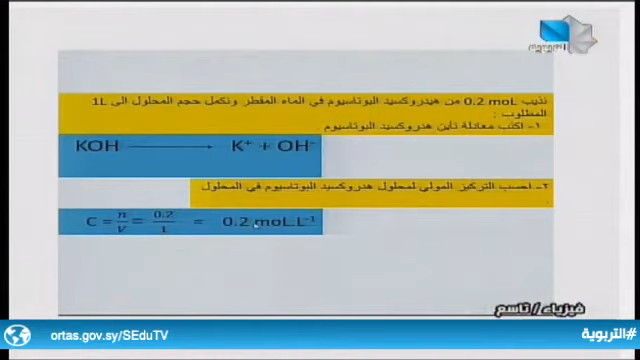 التربوية
نذيب 0.2 moL من هيدروكسيد البوتاسيوم في الماء المقطر ونكمل حجم المحلول الى 1L
المطلوب :
١- اكتب معادلة تأين هدروكسيد البوتاسيوم .
KOH ⟶ K⁺ + OH⁻
٢- احسب التركيز المولي لمحلول هدروكسيد البوتاسيوم في المحلول
.
C = n/V = 0.2/1 = 0.2 moL.L⁻¹
فيزياء / تاسع
ortas.gov.sy/SEduTV
#التربوية